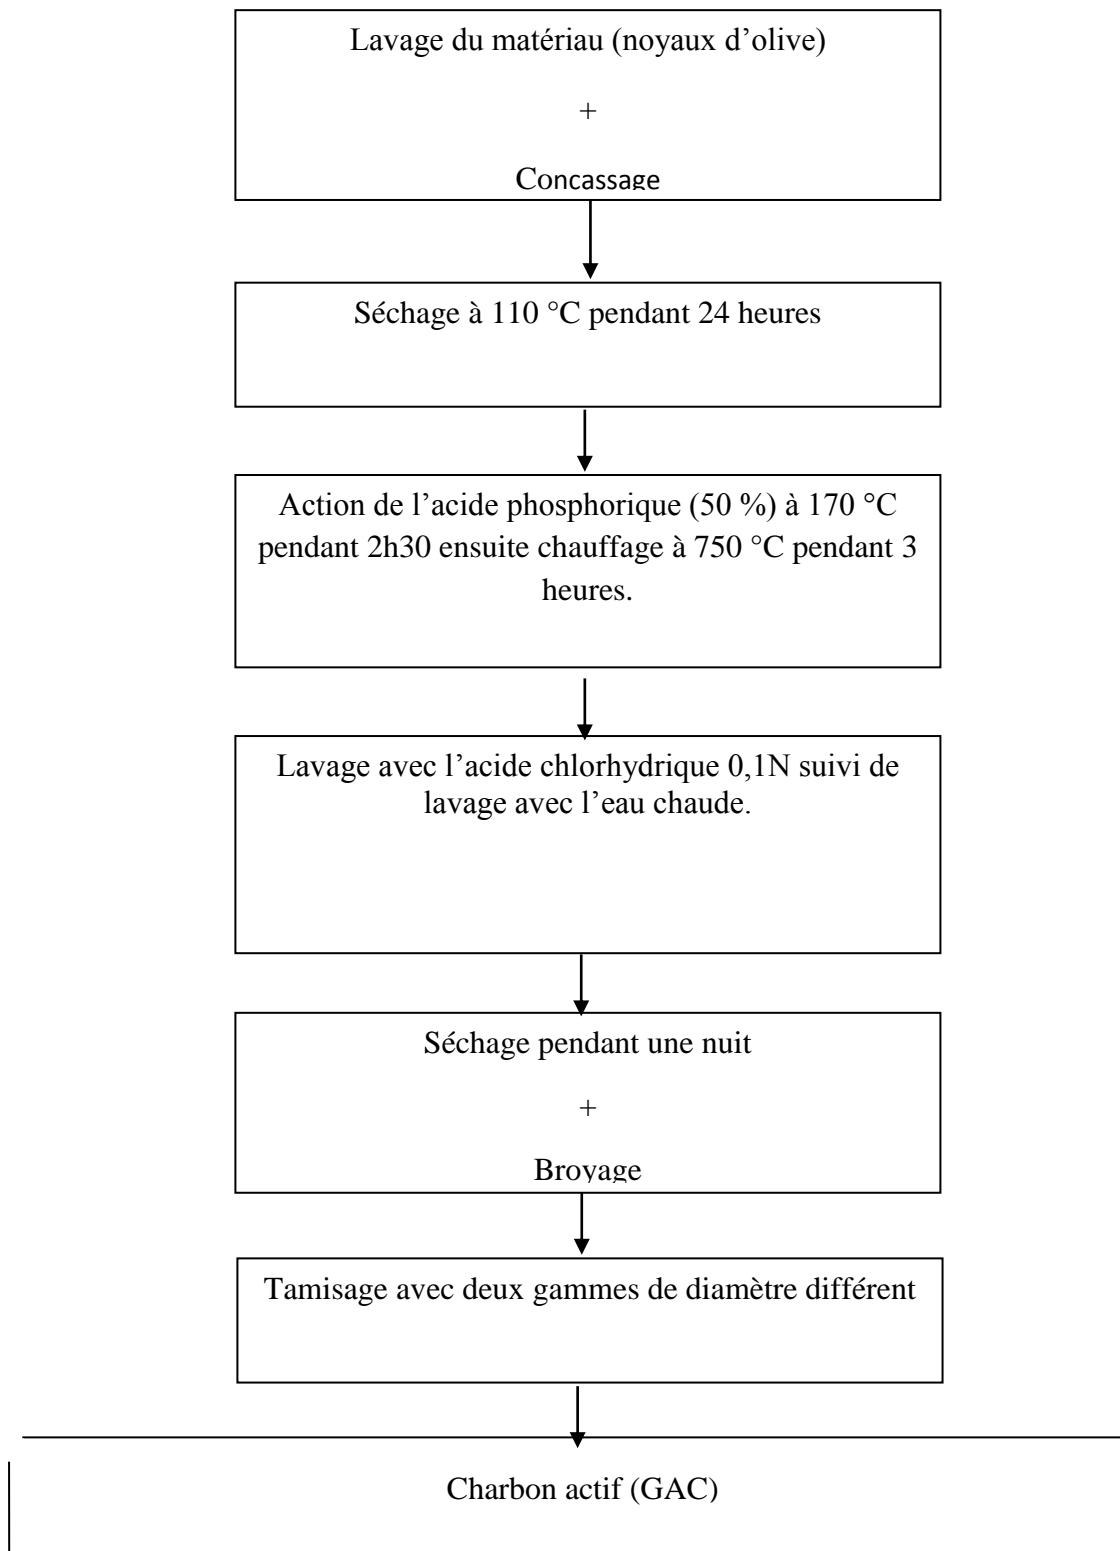 Lavage du matériau (noyaux d’olive)
+
Concassage
Séchage à 110 °C pendant 24 heures
Action de l’acide phosphorique (50 %) à 170 °C
pendant 2h30 ensuite chauffage à 750 °C pendant 3
heures.
Lavage avec l’acide chlorhydrique 0,1N suivi de
lavage avec l’eau chaude.
Séchage pendant une nuit
+
Broyage
Tamisage avec deux gammes de diamètre différent
Charbon actif (GAC)